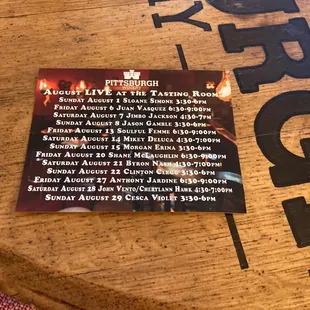 PITTSBURGH
August LIVE at the Tasting Room
Sunday August 1 Sloane Simone 3:30-6pm
Friday August 6 Juan Vasquez 6:30-9:00pm
Saturday August 7 Jimbo Jackson 4:30-7pm
Sunday August 8 Jason Gamble 3:30-6pm
Friday August 13 Soulful Femme 6:30-9:00pm
Saturday August 14 Mikey DeLuca 4:30-7:00pm
Sunday August 15 Morgan Erina 3:30-6pm
Friday August 20 Shane McLaughlin 6:30-9:00pm
Saturday August 21 Byron Nash 4:30-7:00pm!
Sunday August 22 Clinton Clegg 3:30-6pm
Friday August 27 Anthony Jardine 6:30-9:00pm
Saturday August 28 John Vento/Cherylann Hawk 4:30-7:00pm
Sunday August 29 Cesca Violet 3:30-6pm